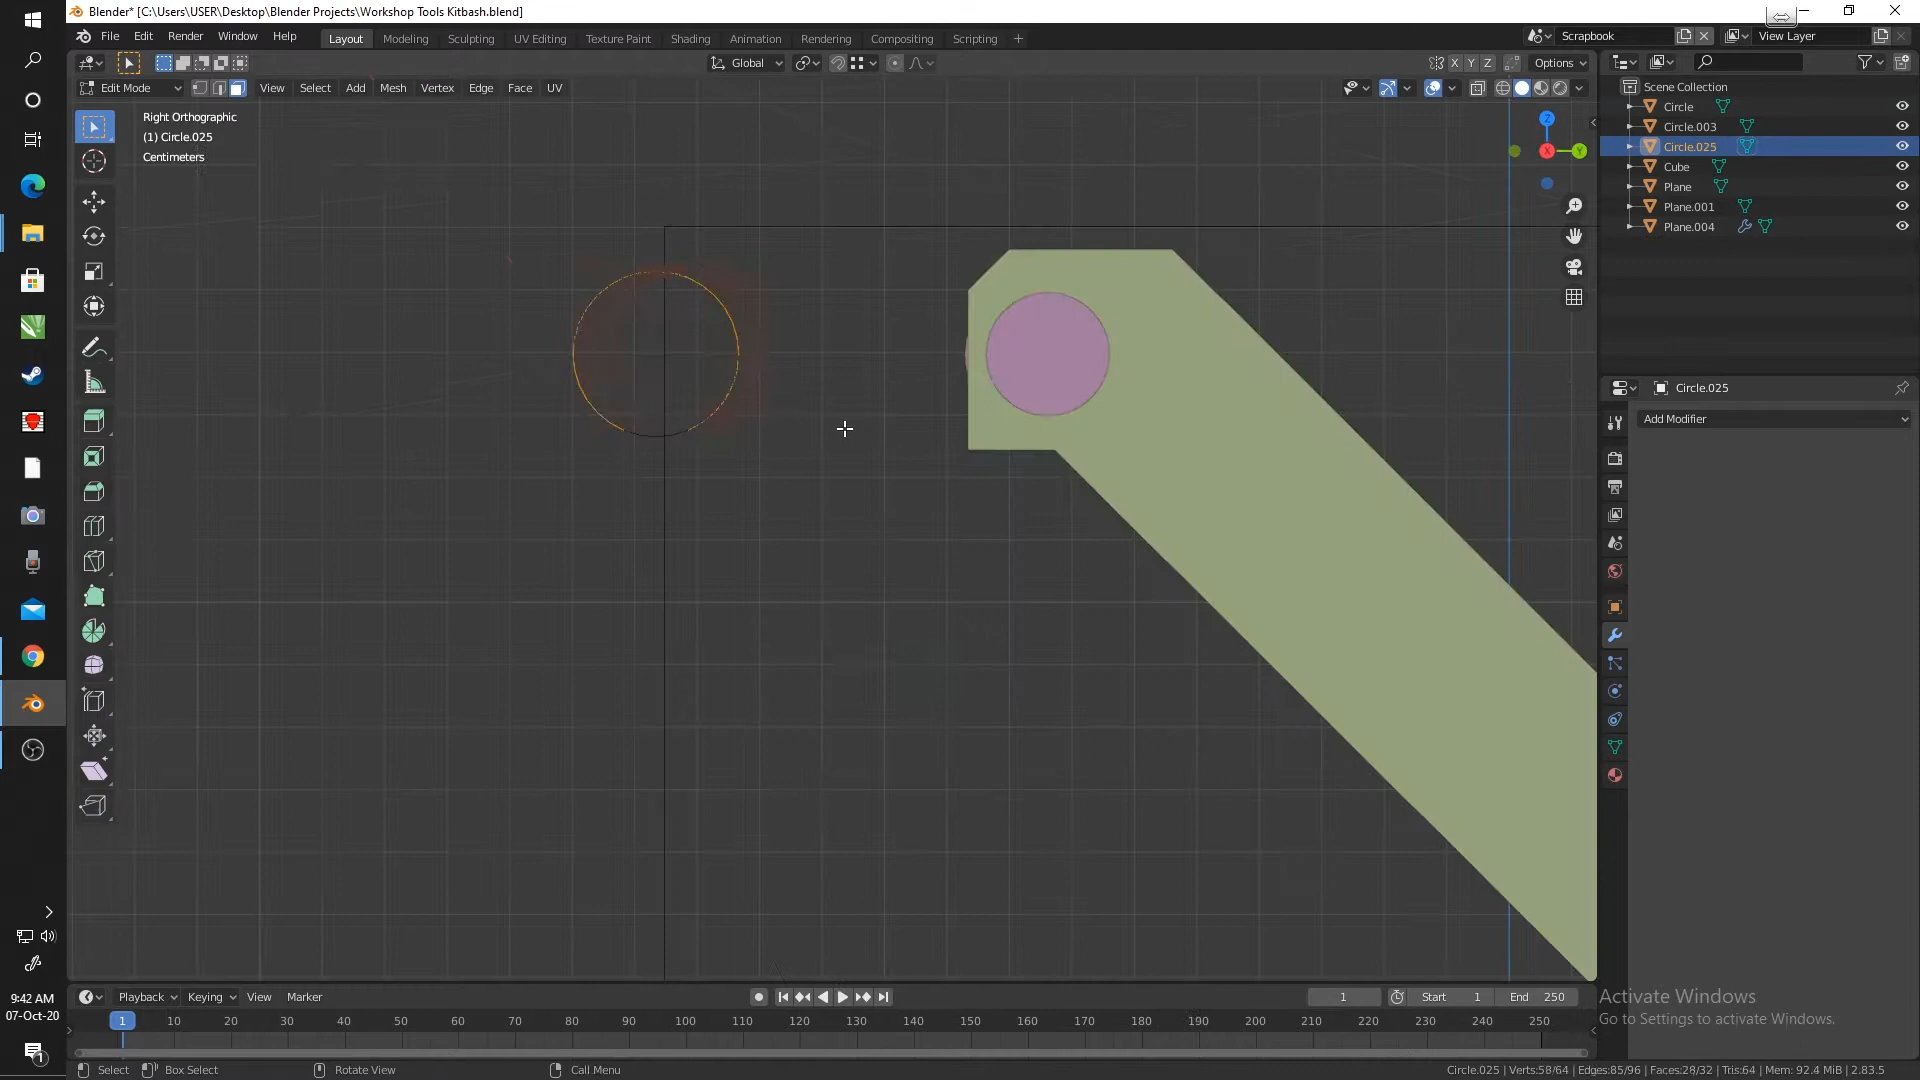 Blender* [C:\Users\USER\Desktop\Blender Projects\Workshop Tools Kitbash.blend]
File Edit Render Window Help Layout Modeling Sculpting UV Editing Texture Paint Shading Animation Rendering Compositing Scripting + Scrapbook View Layer
Global X Y Z Options
Edit Mode View Select Add Mesh Vertex Edge Face UV
Scene Collection
Circle
Circle.003
Circle.025
Cube
Plane
Plane.001
Plane.004
Right Orthographic
(1) Circle.025
Centimeters
Z
X
Y
Circle.025
Add Modifier
Activate Windows
Go to Settings to activate Windows.
Playback Keying View Marker 1 Start 1 End 250
1 10 20 30 40 50 60 70 80 90 100 110 120 130 140 150 160 170 180 190 200 210 220 230 240 250
Select Box Select Rotate View Call Menu Circle.025 | Verts:58/64 | Edges:85/96 | Faces:28/32 | Tris:64 | Mem: 92.4 MiB | 2.83.5
9:42 AM
07-Oct-20
1